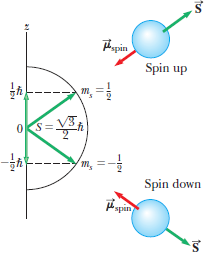 z
S⃗
μ⃗spin
Spin up
½ℏ
mₛ = ½
0
S = √3/2 ℏ
−½ℏ
mₛ = −½
Spin down
μ⃗spin
S⃗